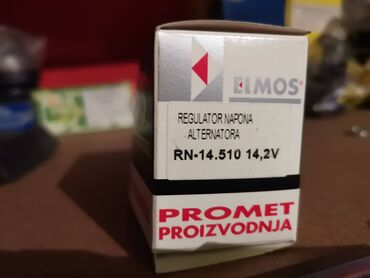 ELMOS®
REGULATOR NAPONA
ALTERNATORA
RN-14.510 14,2V
PROMET
PROIZVODNJA